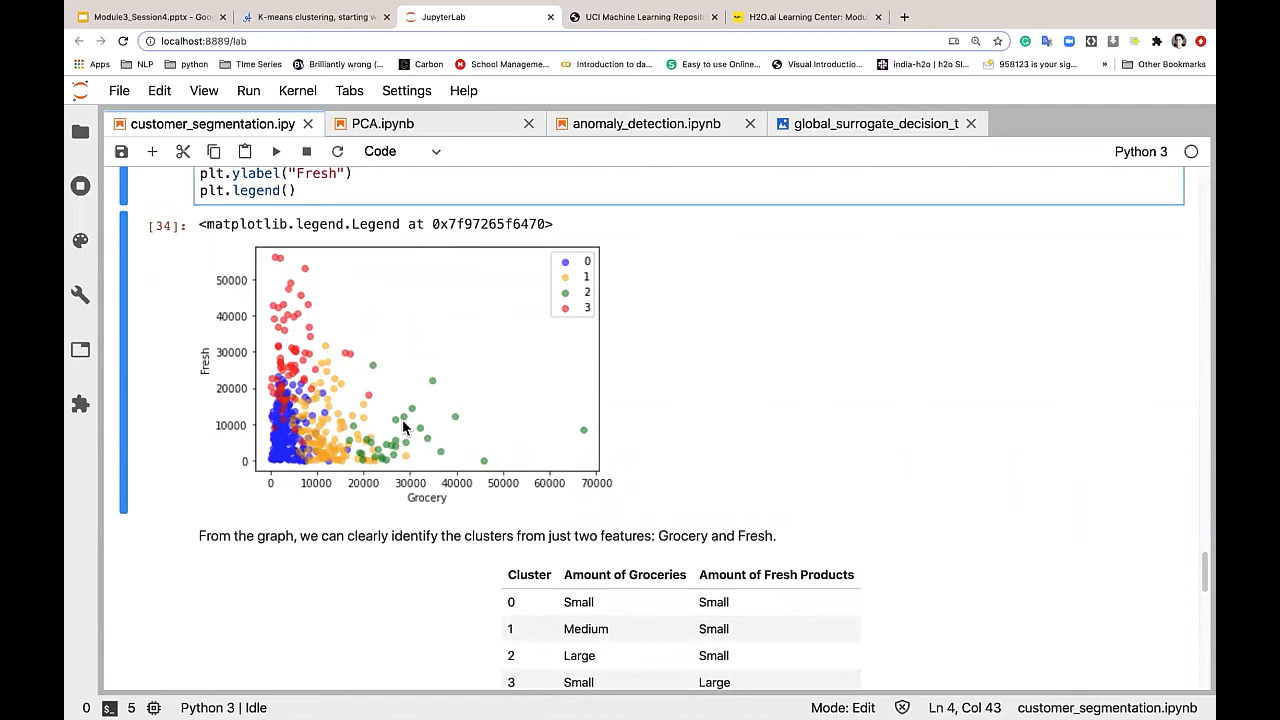 Module3_Session4.pptx - Goo
K-means clustering, starting w
JupyterLab
UCI Machine Learning Reposit
H2O.ai Learning Center: Modu
localhost:8889/lab
Apps NLP python TIme Series Brilliantly wrong (... Carbon School Manageme... Introduction to da... Easy to use Online... Visual Introductio... india-h2o | h2o Sl... 958123 is your sig... » Other Bookmarks
File Edit View Run Kernel Tabs Settings Help
customer_segmentation.ipy PCA.ipynb anomaly_detection.ipynb global_surrogate_decision_t
Code Python 3
plt.ylabel("Fresh")
plt.legend()
[34]: <matplotlib.legend.Legend at 0x7f97265f6470>
0
1
2
3
50000
40000
30000
20000
10000
0
Fresh
0 10000 20000 30000 40000 50000 60000 70000
Grocery
From the graph, we can clearly identify the clusters from just two features: Grocery and Fresh.
Cluster Amount of Groceries Amount of Fresh Products
0 Small Small
1 Medium Small
2 Large Small
3 Small Large
0 5 Python 3 | Idle Mode: Edit Ln 4, Col 43 customer_segmentation.ipynb